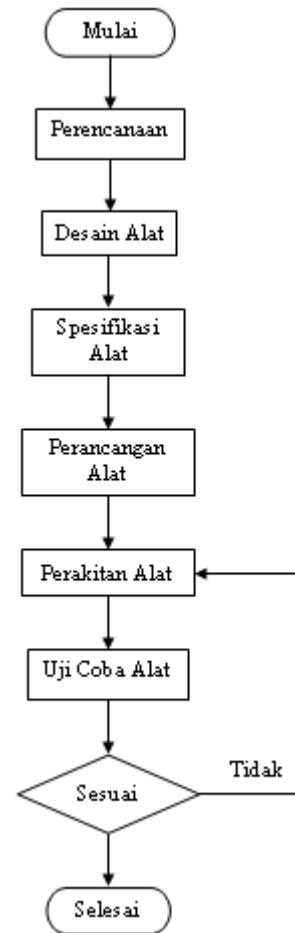 Mulai
Perencanaan
Desain Alat
Spesifikasi
Alat
Perancangan
Alat
Perakitan Alat
Uji Coba Alat
Sesuai
Tidak
Selesai